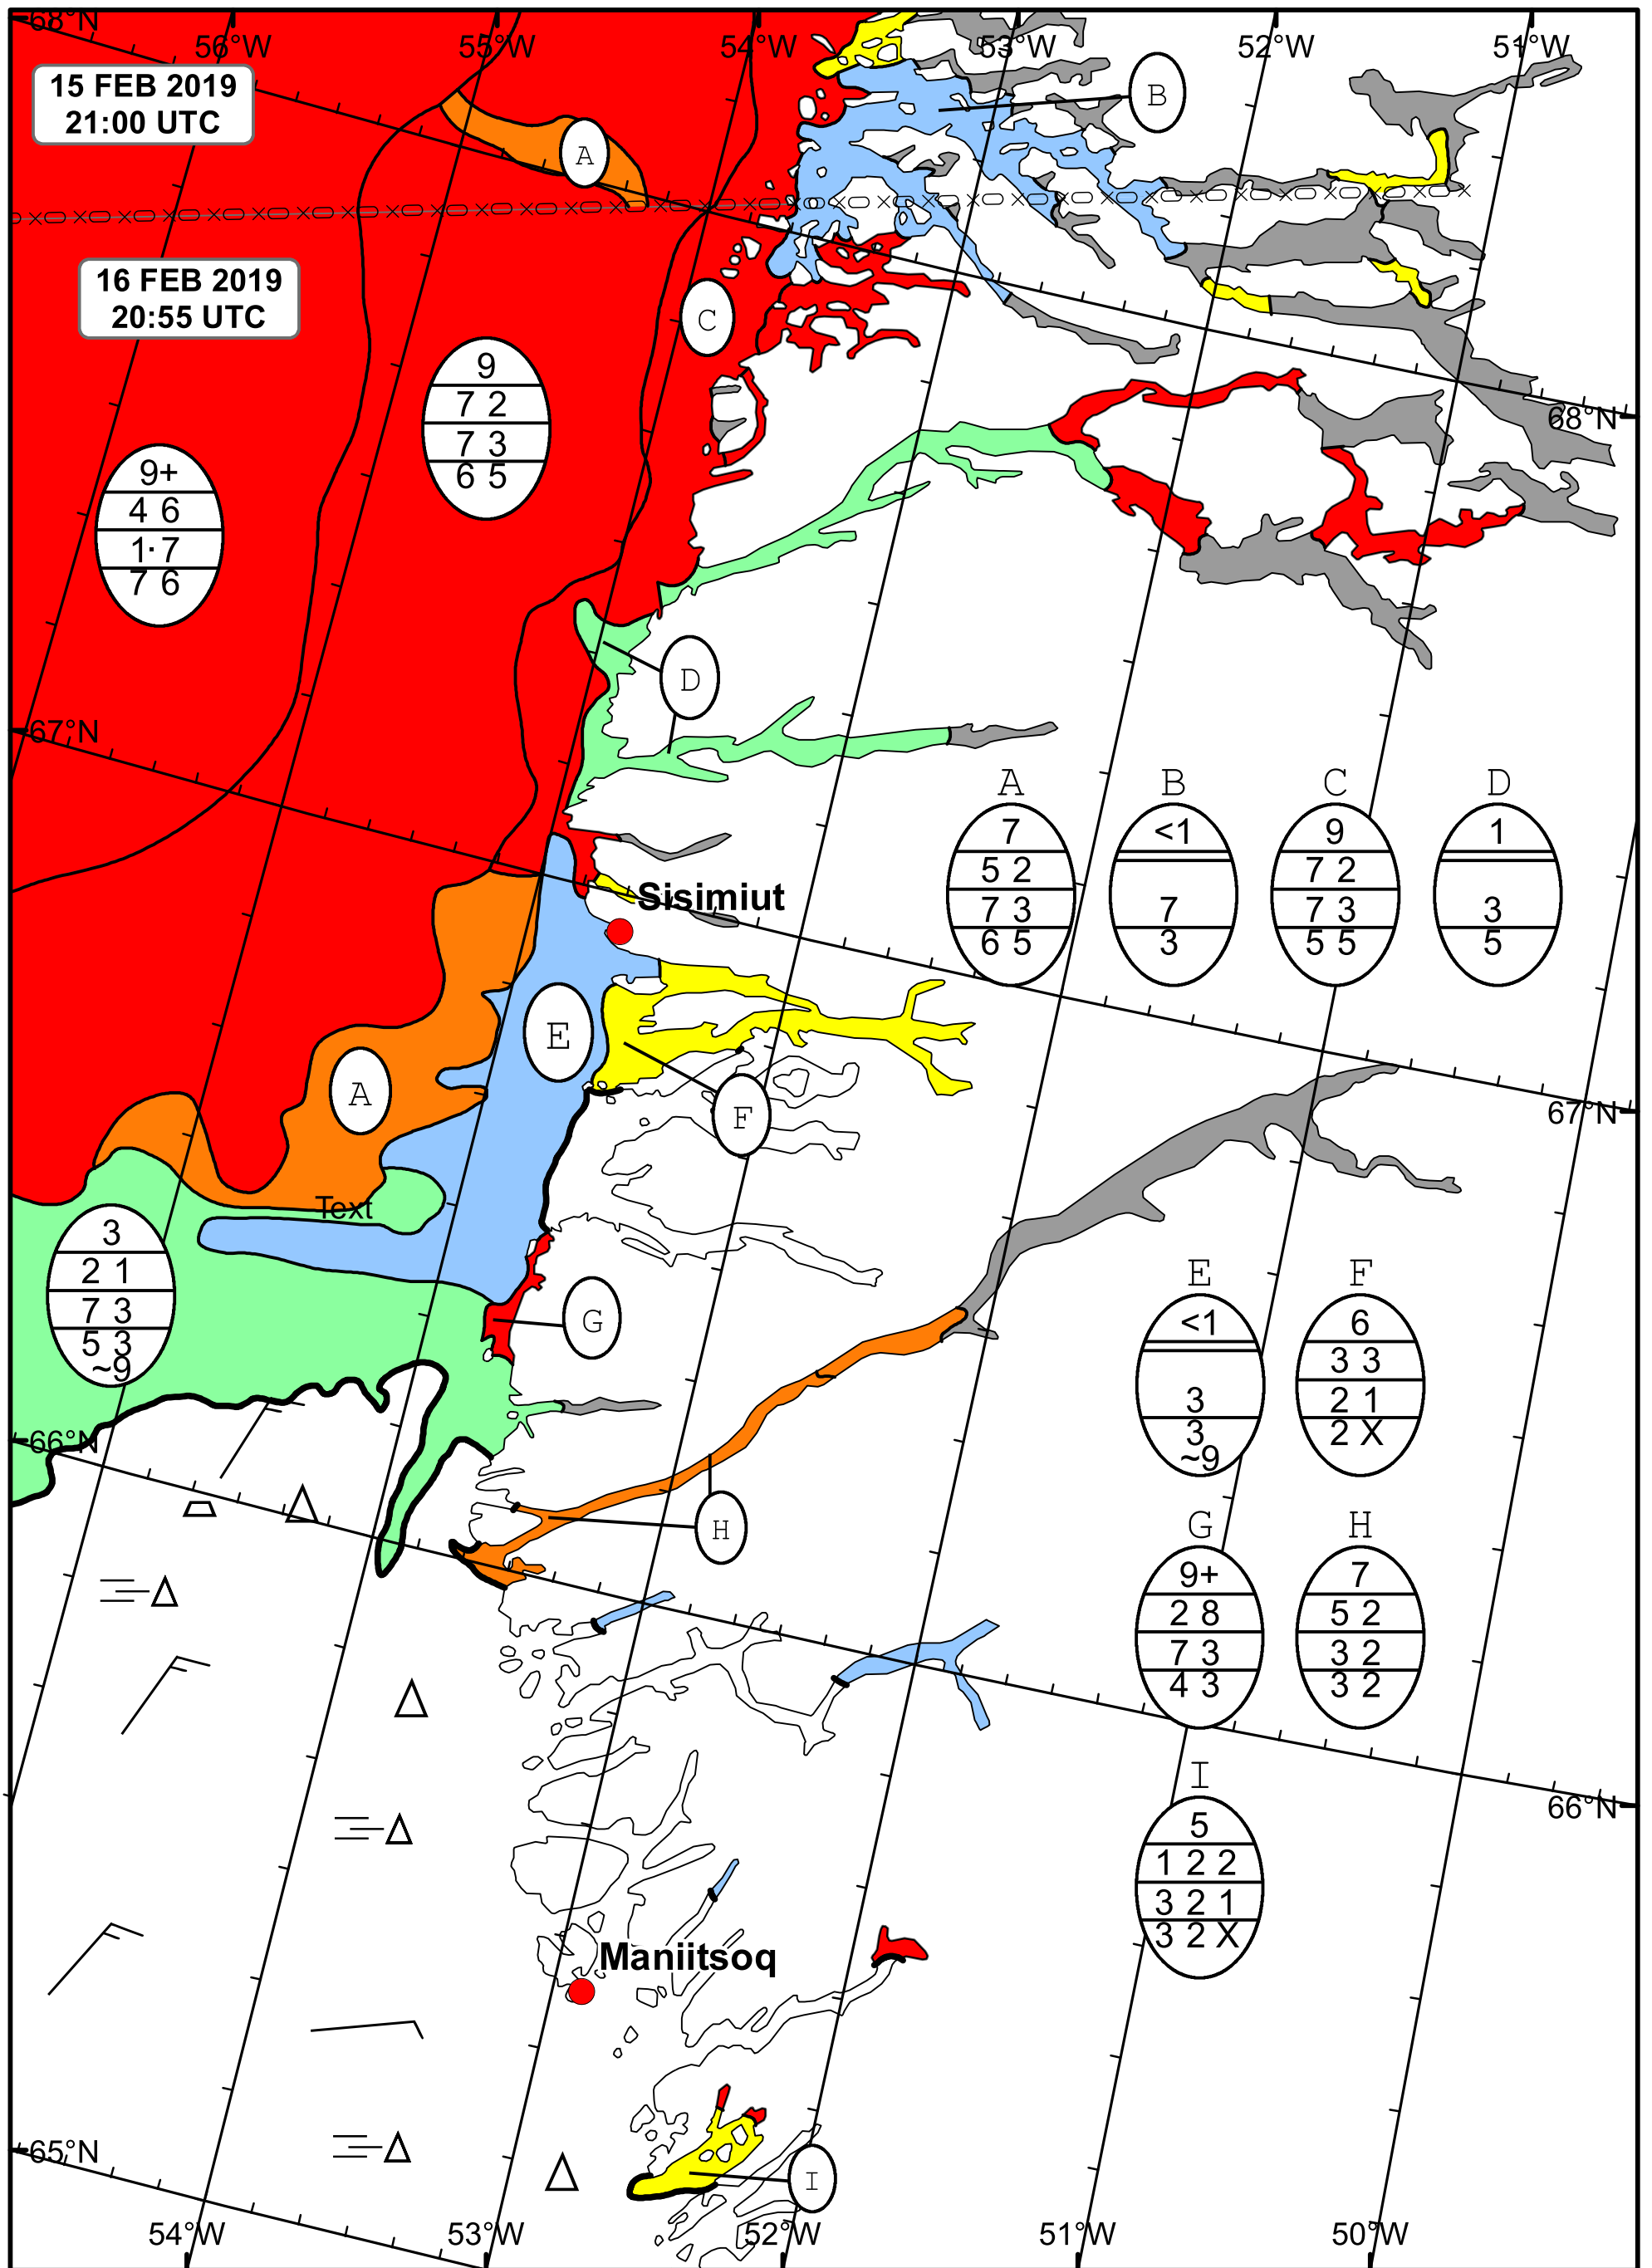 68°N
56°W
55°W
54°W
53°W
52°W
51°W
15 FEB 2019
21:00 UTC
A
B
16 FEB 2019
20:55 UTC
C
9
7 2
7 3
6 5
9+
4 6
1· 7
7 6
68°N
D
67°N
A
B
C
D
7
5 2
7 3
6 5
<1
7
3
9
7 2
7 3
5 5
1
3
5
Sisimiut
E
A
F
67°N
Text
3
2 1
7 3
5 3
~9
G
E
F
<1
3
3
~9
6
3 3
2 1
2 X
66°N
H
G
H
9+
2 8
7 3
4 3
7
5 2
3 2
3 2
I
5
1 2 2
3 2 1
3 2 X
66°N
Maniitsoq
65°N
I
54°W
53°W
52°W
51°W
50°W